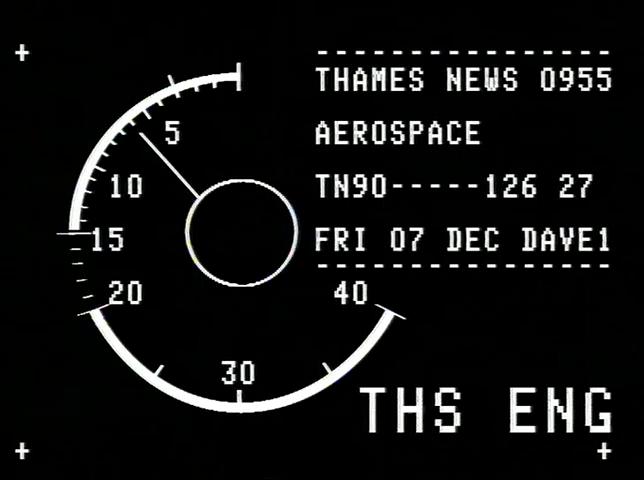 ----------------
THAMES NEWS 0955
AEROSPACE
TN90-----126 27
FRI 07 DEC DAVE1
----------------
5
10
15
20
30
40
THS ENG